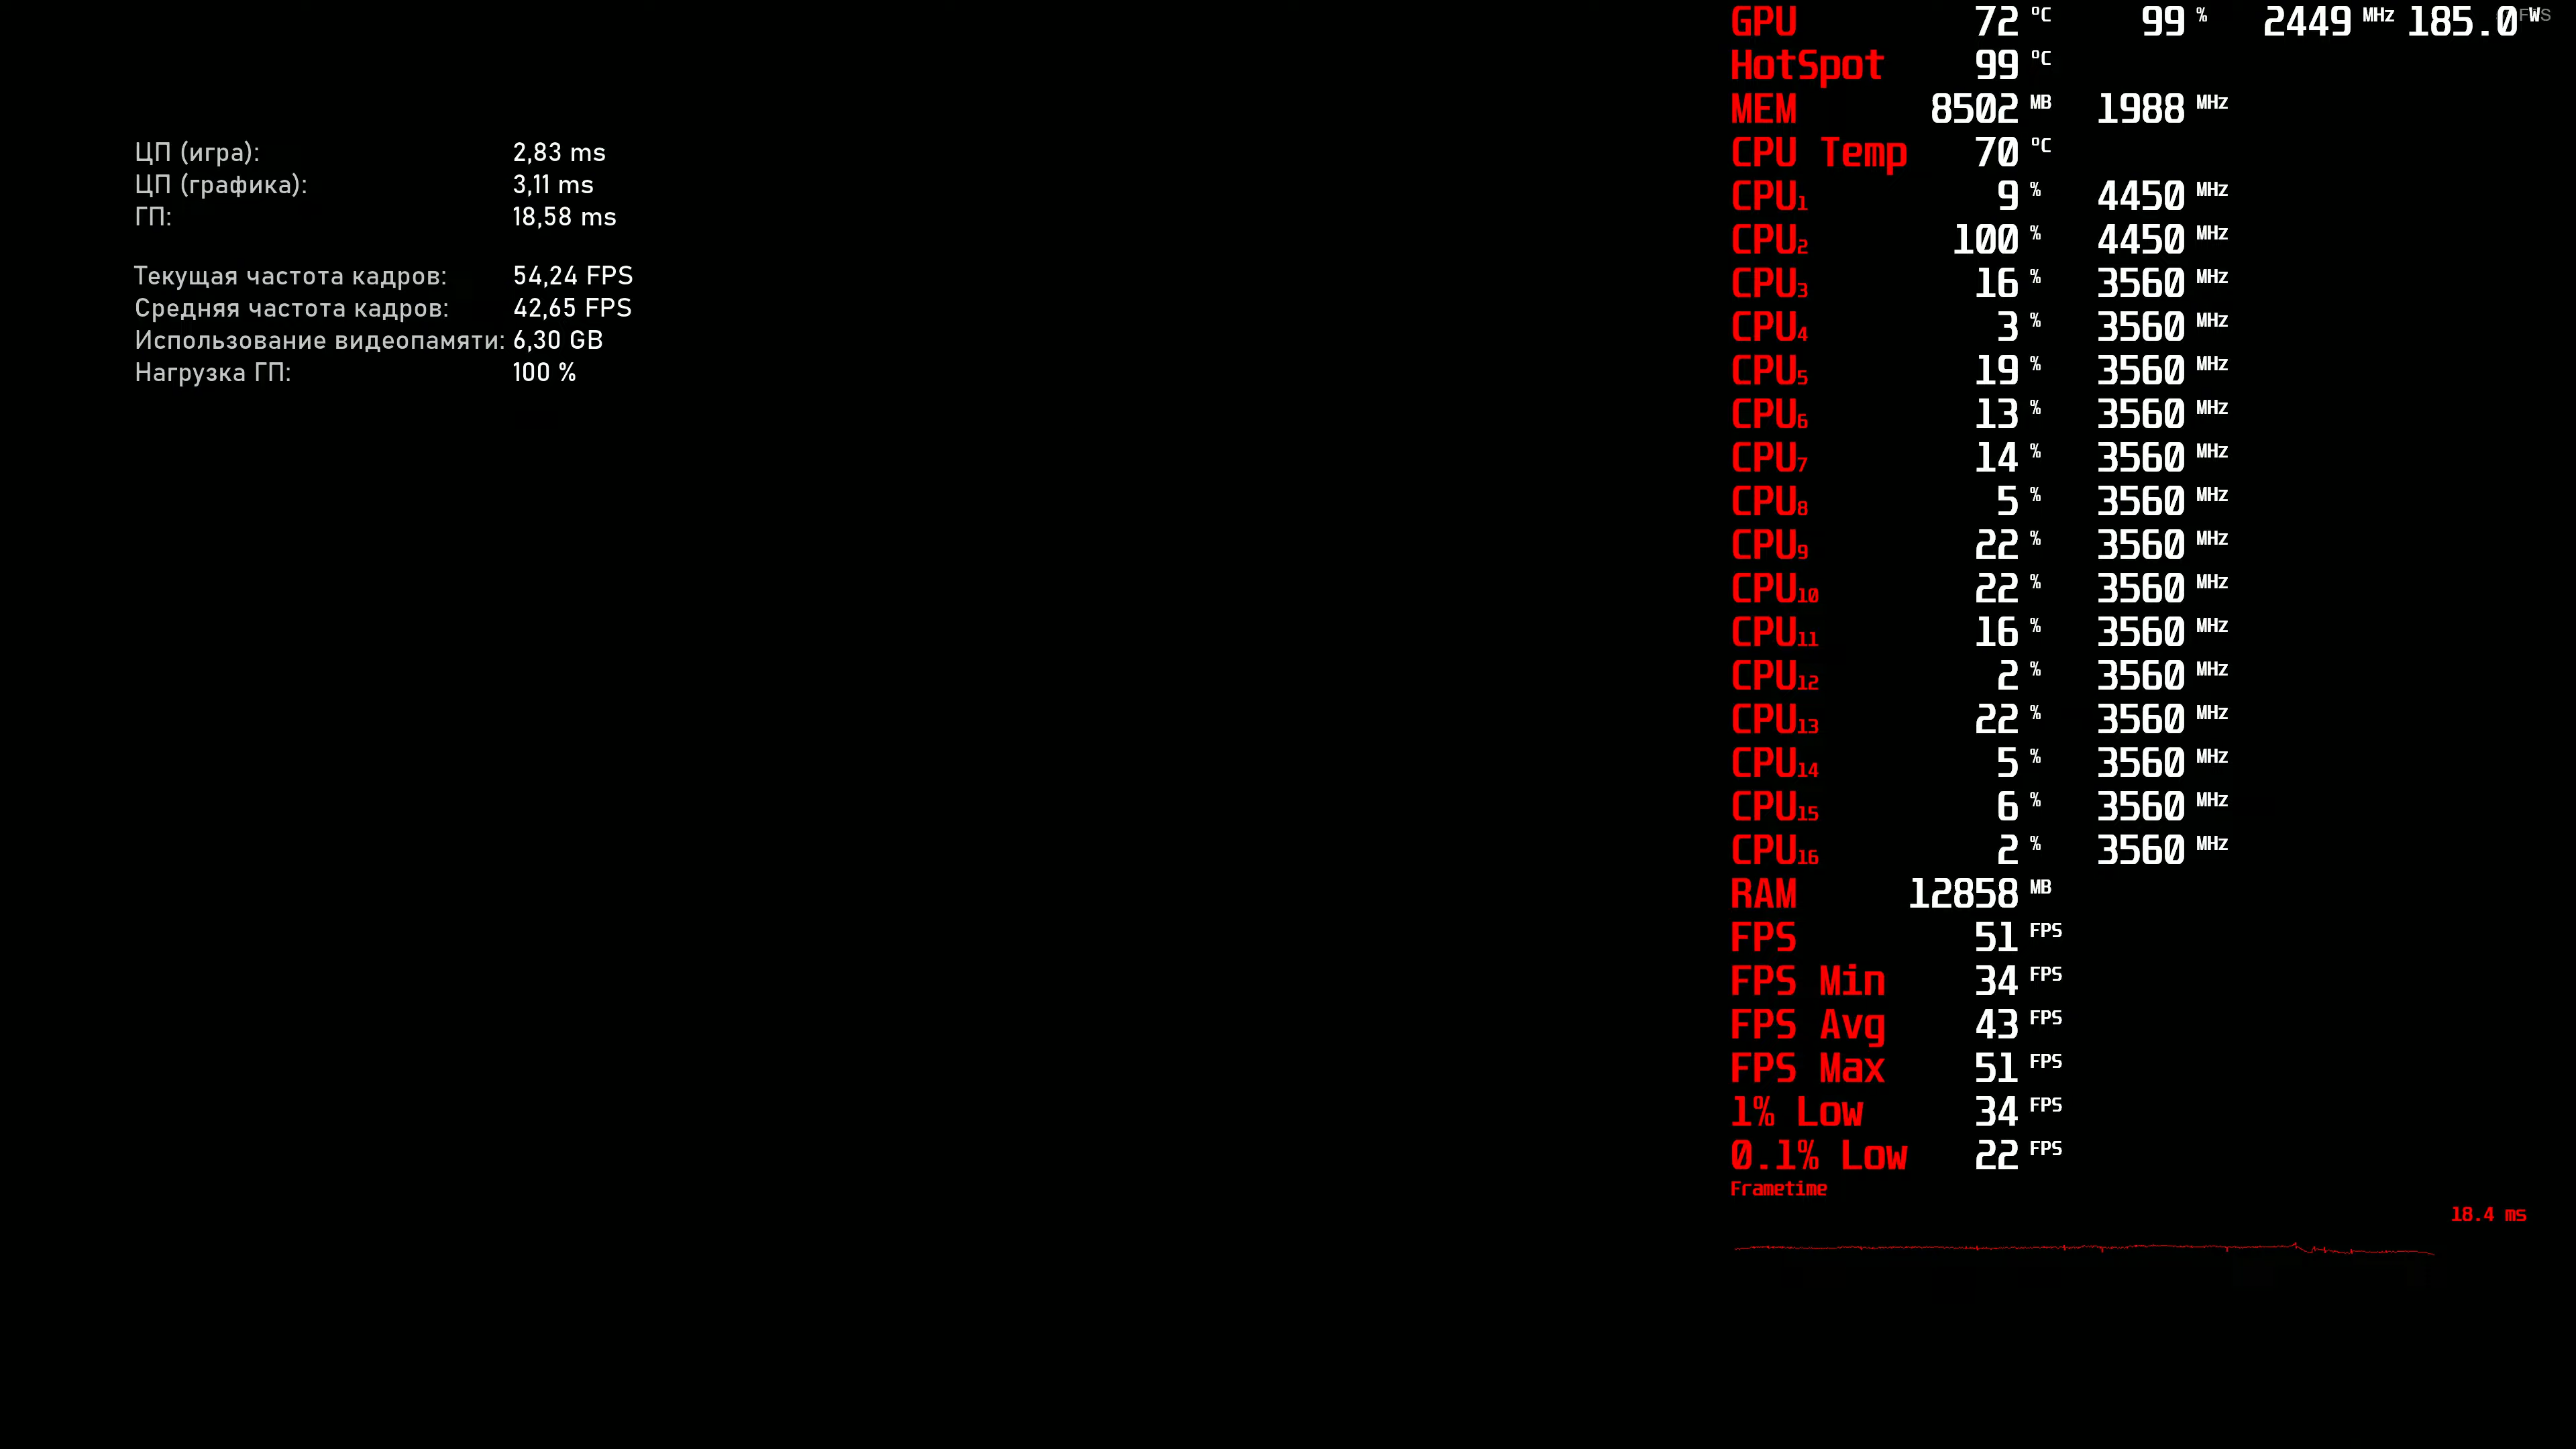 ЦП (игра): 2,83 ms
ЦП (графика): 3,11 ms
ГП: 18,58 ms
Текущая частота кадров: 54,24 FPS
Средняя частота кадров: 42,65 FPS
Использование видеопамяти: 6,30 GB
Нагрузка ГП: 100 %
GPU 72 °C 99 % 2449 MHz 185.0 W
HotSpot 99 °C
MEM 8502 MB 1988 MHz
CPU Temp 70 °C
CPU1 9 % 4450 MHz
CPU2 100 % 4450 MHz
CPU3 16 % 3560 MHz
CPU4 3 % 3560 MHz
CPU5 19 % 3560 MHz
CPU6 13 % 3560 MHz
CPU7 14 % 3560 MHz
CPU8 5 % 3560 MHz
CPU9 22 % 3560 MHz
CPU10 22 % 3560 MHz
CPU11 16 % 3560 MHz
CPU12 2 % 3560 MHz
CPU13 22 % 3560 MHz
CPU14 5 % 3560 MHz
CPU15 6 % 3560 MHz
CPU16 2 % 3560 MHz
RAM 12858 MB
FPS 51 FPS
FPS Min 34 FPS
FPS Avg 43 FPS
FPS Max 51 FPS
1% Low 34 FPS
0.1% Low 22 FPS
Frametime
18.4 ms